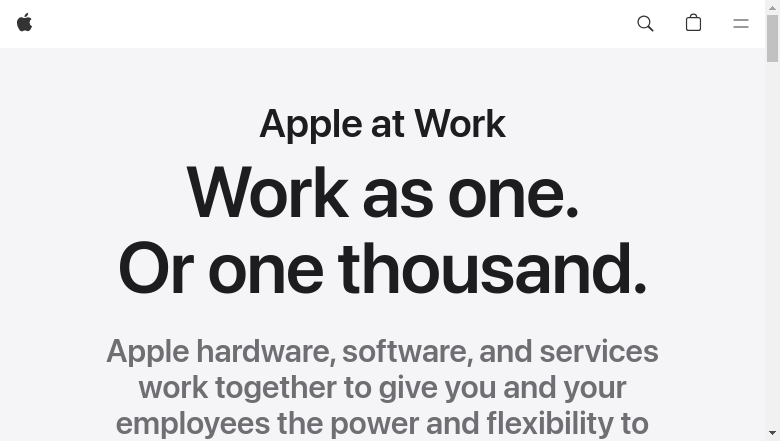 Apple at Work
Work as one.
Or one thousand.
Apple hardware, software, and services
work together to give you and your
employees the power and flexibility to